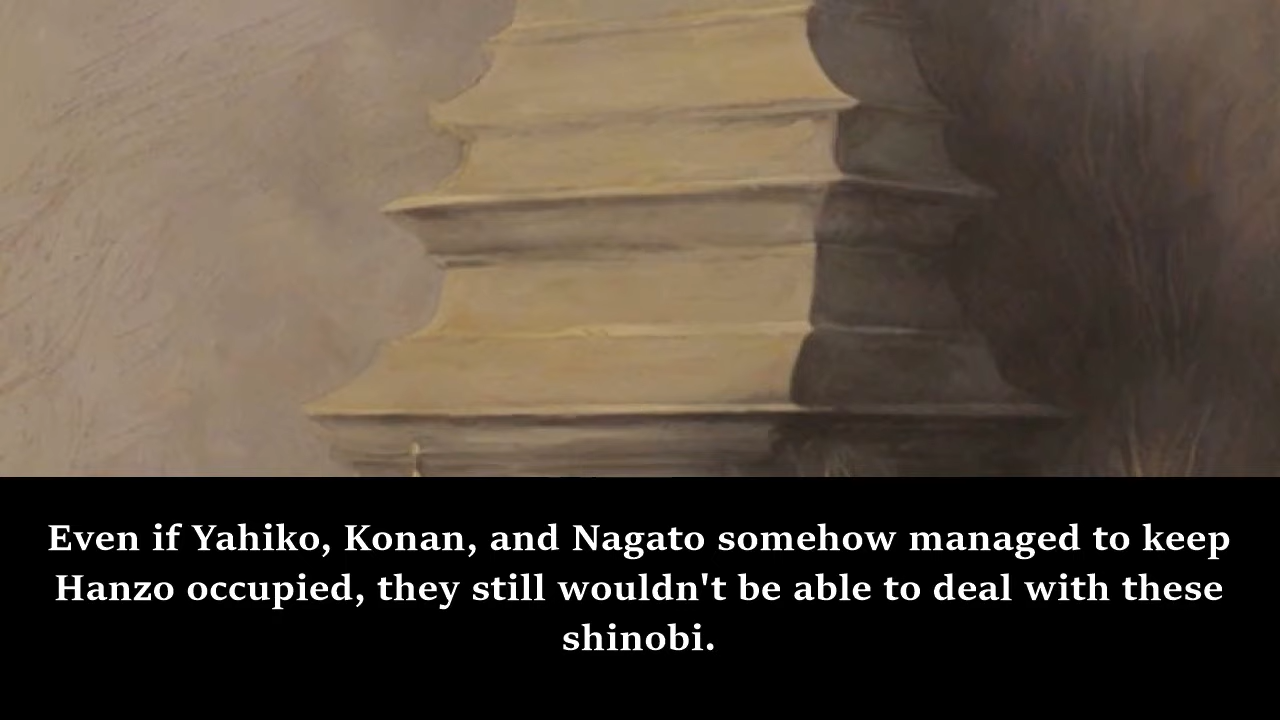 Even if Yahiko, Konan, and Nagato somehow managed to keep
Hanzo occupied, they still wouldn't be able to deal with these
shinobi.